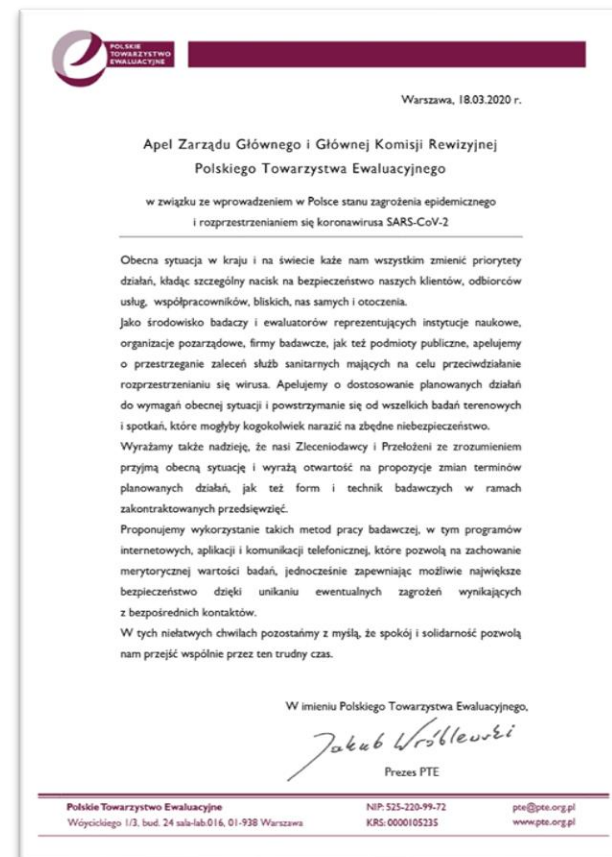 POLSKIE
TOWARZYSTWO
EWALUACYJNE
Warszawa, 18.03.2020 r.
Apel Zarządu Głównego i Głównej Komisji Rewizyjnej
Polskiego Towarzystwa Ewaluacyjnego
w związku ze wprowadzeniem w Polsce stanu zagrożenia epidemicznego
i rozprzestrzenianiem się koronawirusa SARS-CoV-2
Obecna sytuacja w kraju i na świecie każe nam wszystkim zmienić priorytety
działań, kładąc szczególny nacisk na bezpieczeństwo naszych klientów, odbiorców
usług, współpracowników, bliskich, nas samych i otoczenia.
Jako środowisko badaczy i ewaluatorów reprezentujących instytucje naukowe,
organizacje pozarządowe, firmy badawcze, jak też podmioty publiczne, apelujemy
o przestrzeganie zaleceń służb sanitarnych mających na celu przeciwdziałanie
rozprzestrzenianiu się wirusa. Apelujemy o dostosowanie planowanych działań
do wymagań obecnej sytuacji i powstrzymanie się od wszelkich badań terenowych
i spotkań, które mogłyby kogokolwiek narazić na zbędne niebezpieczeństwo.
Wyrażamy także nadzieję, że nasi Zleceniodawcy i Przełożeni ze zrozumieniem
przyjmą obecną sytuację i wyrażą otwartość na propozycje zmian terminów
planowanych działań, jak też form i technik badawczych w ramach
zakontraktowanych przedsięwzięć.
Proponujemy wykorzystanie takich metod pracy badawczej, w tym programów
internetowych, aplikacji i komunikacji telefonicznej, które pozwolą na zachowanie
merytorycznej wartości badań, jednocześnie zapewniając możliwie największe
bezpieczeństwo dzięki unikaniu ewentualnych zagrożeń wynikających
z bezpośrednich kontaktów.
W tych niełatwych chwilach pozostańmy z myślą, że spokój i solidarność pozwolą
nam przejść wspólnie przez ten trudny czas.
W imieniu Polskiego Towarzystwa Ewaluacyjnego,
Jakub Wróblewski
Prezes PTE
Polskie Towarzystwo Ewaluacyjne NIP: 525-220-99-72 pte@pte.org.pl
Wóycickiego 1/3, bud. 24 sala-lab.016, 01-938 Warszawa KRS: 0000105235 www.pte.org.pl